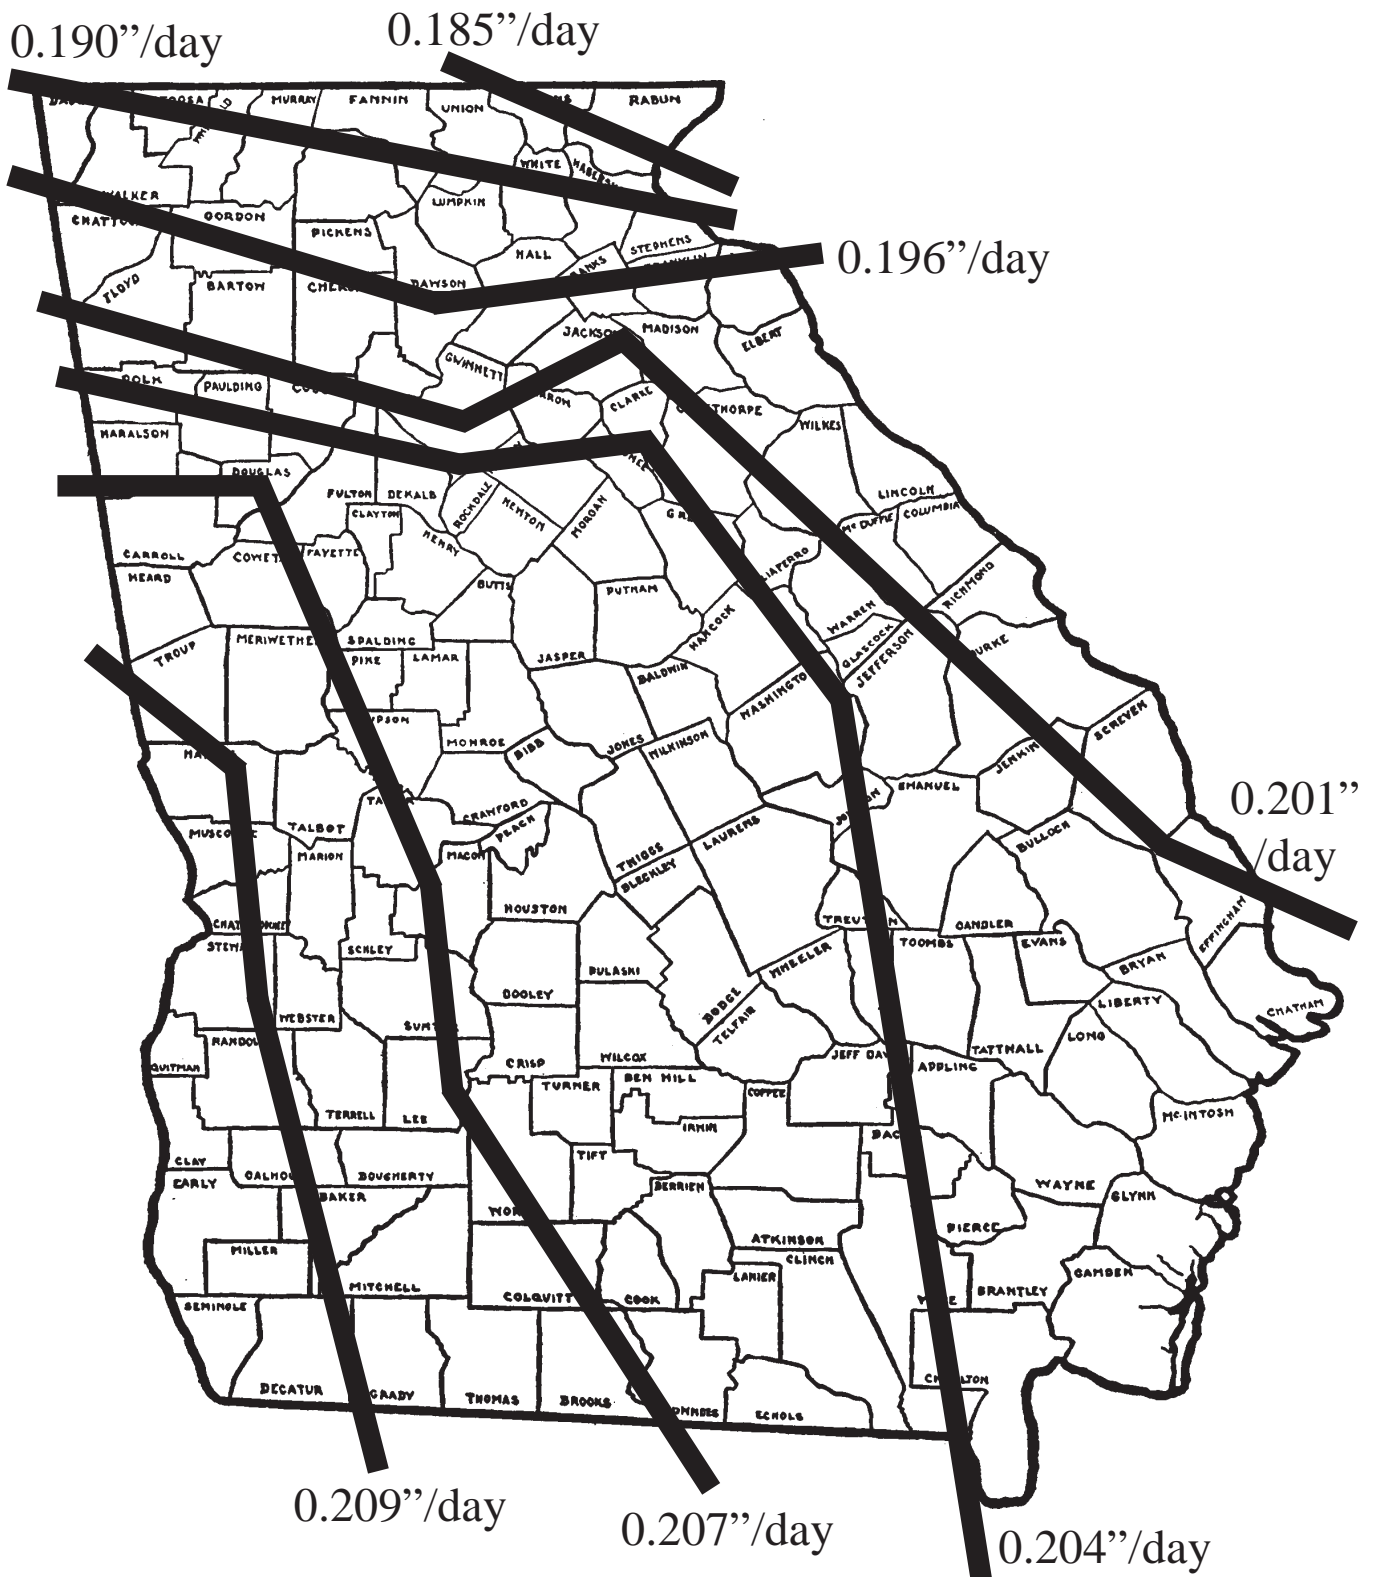 0.190”/day
0.185”/day
MURRAY
FANNIN
UNION
RABUN
WHITE
WALKER
LUMPKIN
GORDON
PICKENS
HALL
STEPHENS
0.196”/day
FLOYD
BARTOW
DAWSON
JACKSON
MADISON
ELBERT
GWINNETT
POLK
PAULDING
CLARKE
WILKES
HARALSON
DOUGLAS
FULTON
DEKALB
ROCKDALE
NEWTON
MORGAN
LINCOLN
CLAYTON
HENRY
McDUFFIE
COLUMBIA
CARROLL
FAYETTE
HEARD
BUTTS
PUTNAM
RICHMOND
HANCOCK
WARREN
GLASCOCK
JEFFERSON
TROUP
SPALDING
PIKE
LAMAR
JASPER
BALDWIN
WASHINGTO
SCREVEN
MONROE
BIBB
JONES
WILKINSON
JENKIN
EMANUEL
0.201”
/day
TALBOT
CRAWFORD
PEACH
MARION
MACON
TWIGGS
BLECKLEY
LAURENS
BULLOCH
HOUSTON
CANDLER
EFFINGHAM
SCHLEY
PULASKI
WHEELER
TOOMBS
EVANS
BRYAN
DOOLEY
DODGE
TELFAIR
LIBERTY
CHATHAM
WEBSTER
QUITMAN
CRISP
WILCOX
TATTNALL
LONG
APPLING
TURNER
BEN HILL
COFFEE
McINTOSH
TERRELL
LEE
IRWIN
CLAY
EARLY
DOUGHERTY
TIFT
BAKER
BERRIEN
WAYNE
GLYNN
PIERCE
MILLER
ATKINSON
CLINCH
MITCHELL
COLQUITT
COOK
LANIER
BRANTLEY
CAMDEN
SEMINOLE
DECATUR
GRADY
THOMAS
BROOKS
ECHOLS
0.209”/day
0.207”/day
0.204”/day